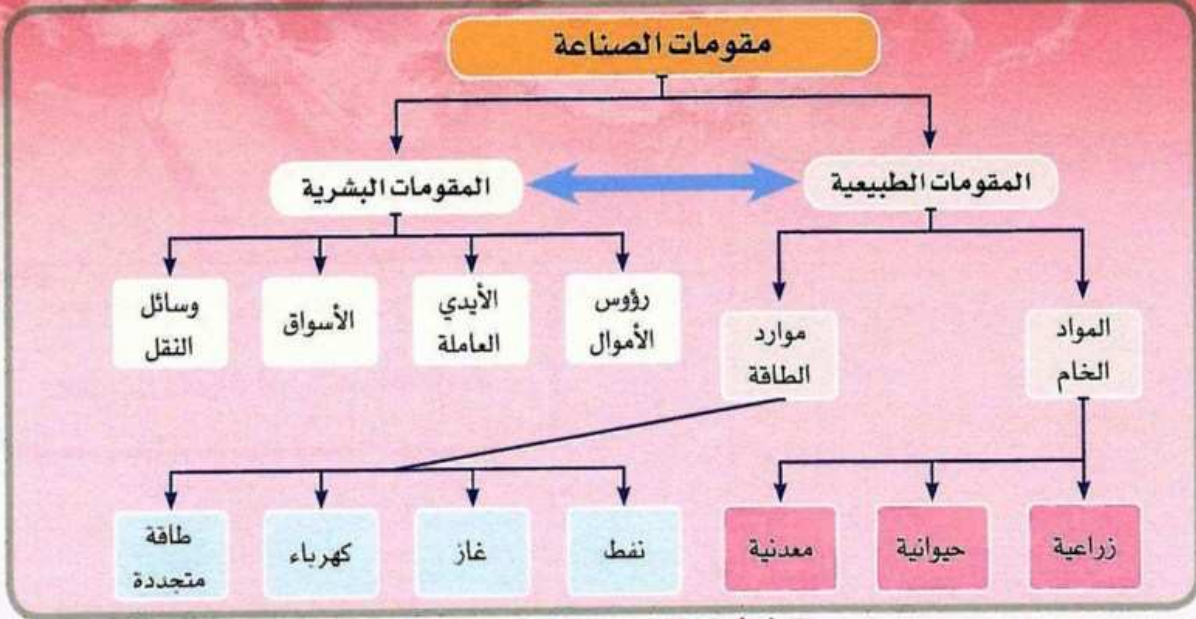 مقومات الصناعة
المقومات الطبيعية
المقومات البشرية
المواد
الخام
موارد
الطاقة
رؤوس
الأموال
الأيدي
العاملة
الأسواق
وسائل
النقل
زراعية
حيوانية
معدنية
نفط
غاز
كهرباء
طاقة
متجددة